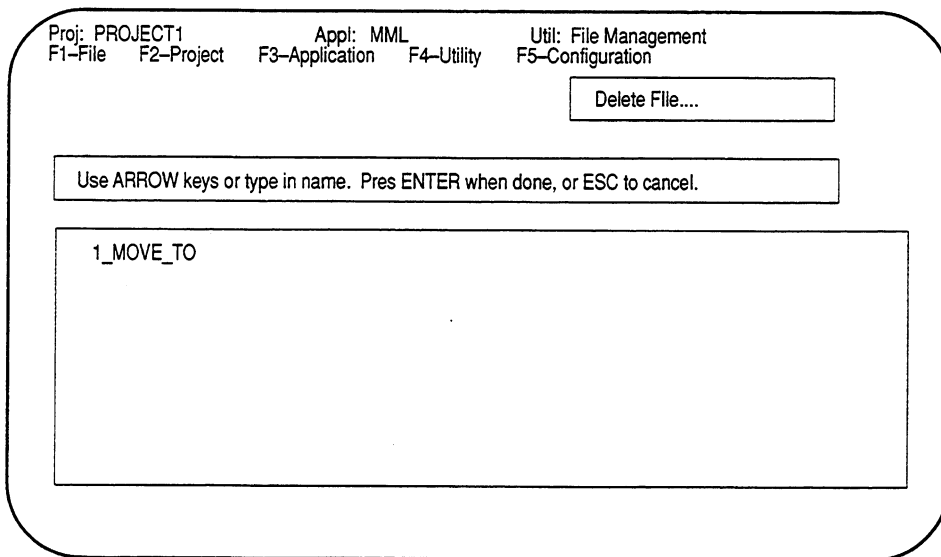 Proj: PROJECT1 Appl: MML Util: File Management
F1–File F2–Project F3–Application F4–Utility F5–Configuration
Delete FIle....
Use ARROW keys or type in name. Pres ENTER when done, or ESC to cancel.
1_MOVE_TO